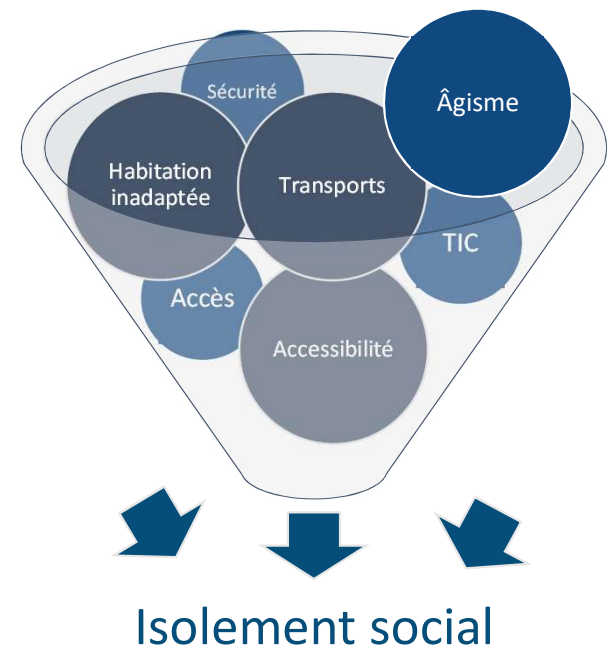 Sécurité
Âgisme
Habitation
inadaptée
Transports
TIC
Accès
Accessibilité
Isolement social